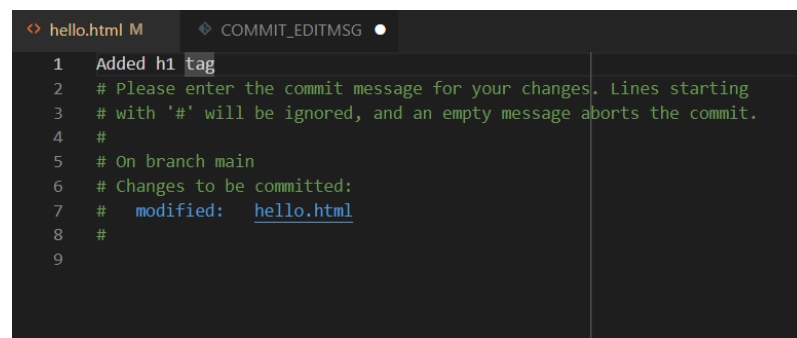 <> hello.html M COMMIT_EDITMSG
1 Added h1 tag
2 # Please enter the commit message for your changes. Lines starting
3 # with '#' will be ignored, and an empty message aborts the commit.
4 #
5 # On branch main
6 # Changes to be committed:
7 #   modified:   hello.html
8 #
9